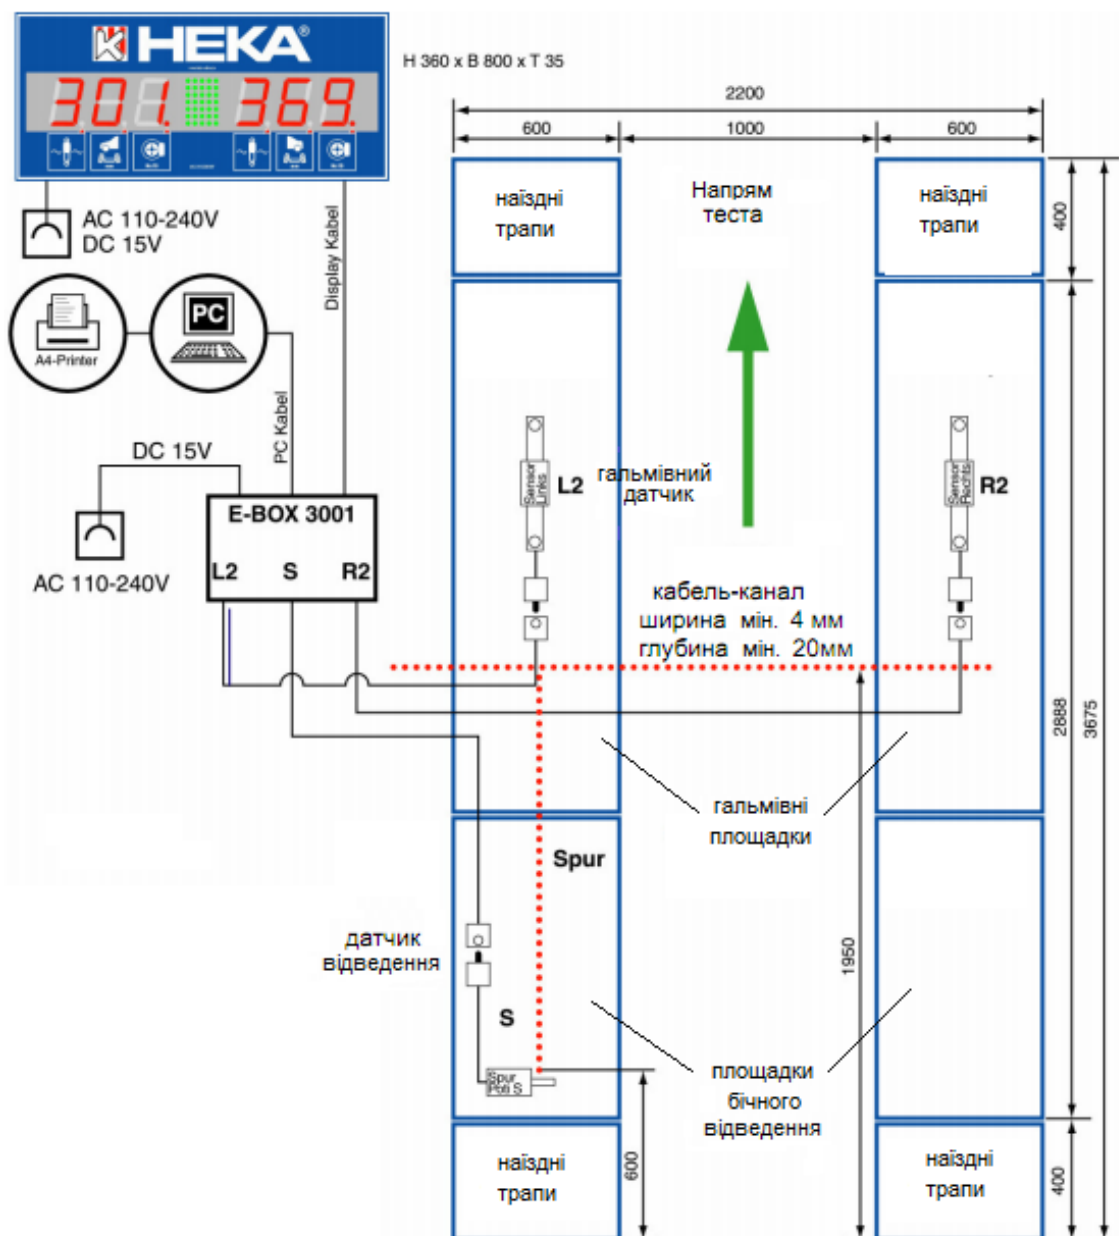 HEKA®
301. 369.
H 360 x B 800 x T 35
2200
600
1000
600
AC 110-240V
DC 15V
Display Kabel
A4-Printer
PC
PC Kabel
DC 15V
AC 110-240V
E-BOX 3001
L2 S R2
наїздні
трапи
Напрям
теста
наїздні
трапи
400
Sensor
Links
L2
гальмівний
датчик
Sensor
Rechts
R2
кабель-канал
ширина мін. 4 мм
глубина мін. 20мм
2888
3675
гальмівні
площадки
Spur
датчик
відведення
1950
S
Spur
Poti S
площадки
бічного
відведення
наїздні
трапи
600
наїздні
трапи
400